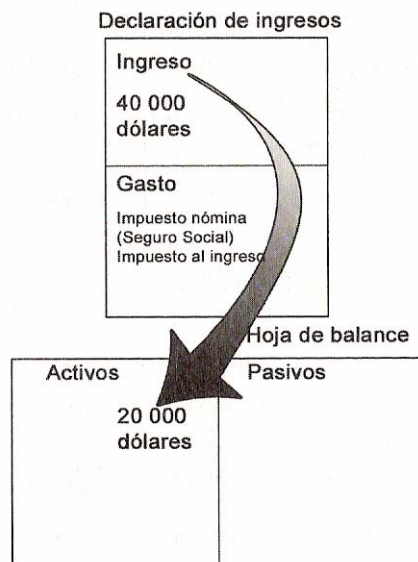 Declaración de ingresos
Ingreso
40 000
dólares
Gasto
Impuesto nómina
(Seguro Social)
Impuesto al ingreso
Hoja de balance
Activos
Pasivos
20 000
dólares